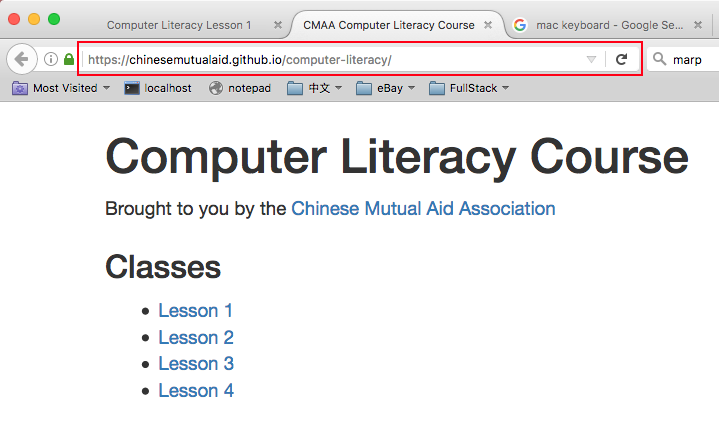 Computer Literacy Lesson 1
CMAA Computer Literacy Course
mac keyboard - Google Se...
https://chinesemutualaid.github.io/computer-literacy/
marp
Most Visited
localhost
notepad
中文
eBay
FullStack
Computer Literacy Course
Brought to you by the Chinese Mutual Aid Association
Classes
Lesson 1
Lesson 2
Lesson 3
Lesson 4